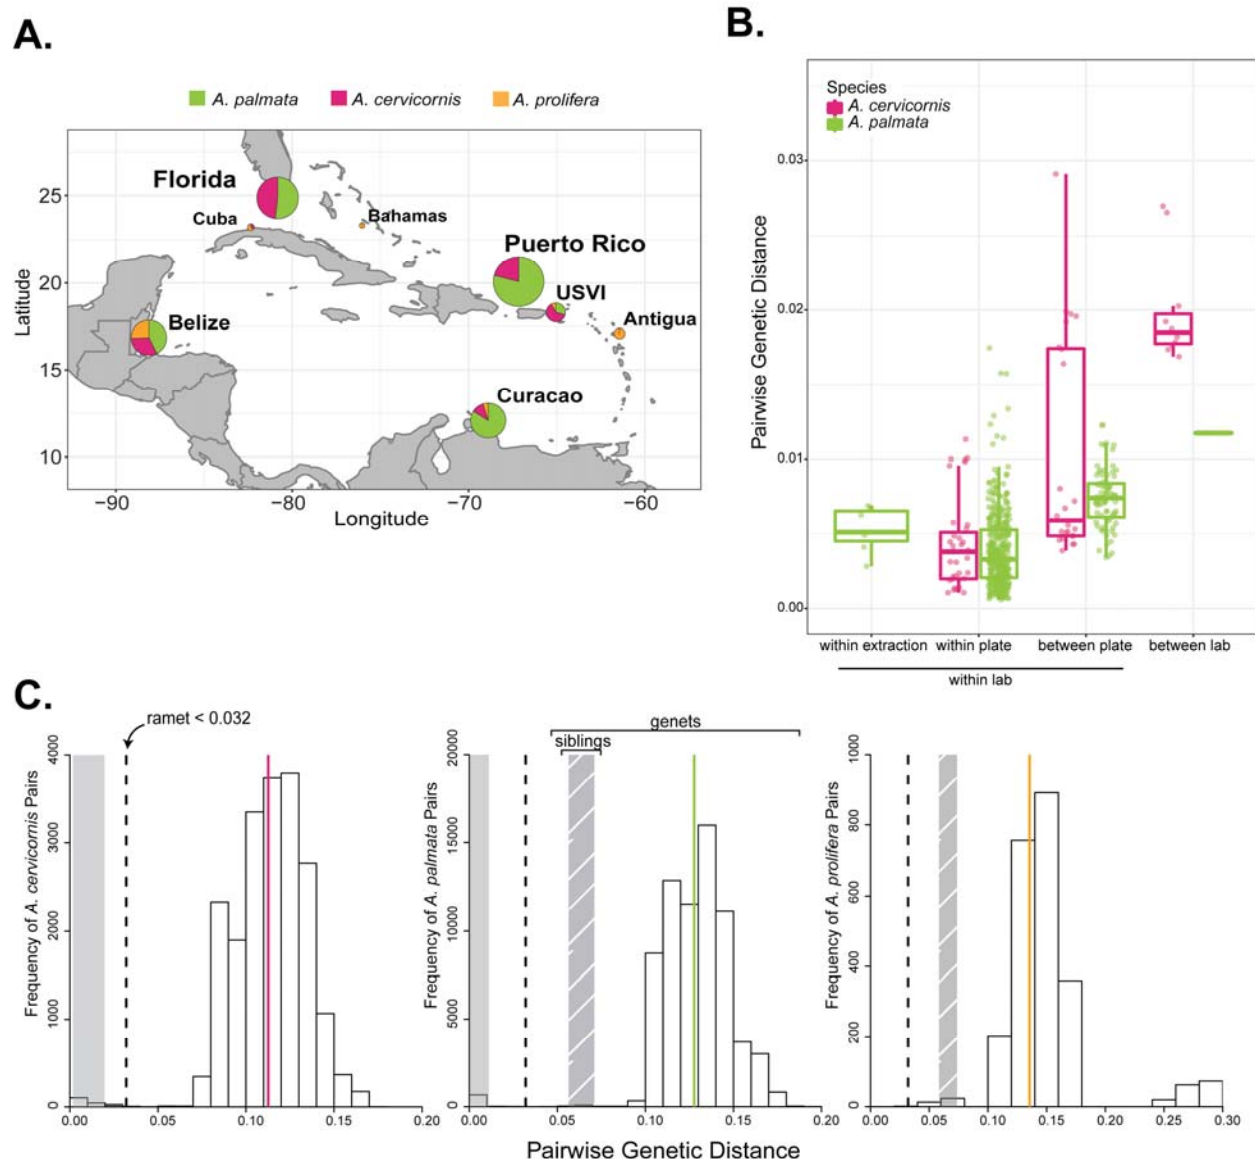 A.
A. palmata A. cervicornis A. prolifera
Latitude
25
20
15
10
Florida
Cuba
Bahamas
Puerto Rico
USVI
Belize
Antigua
Curacao
−90 −80 −70 −60
Longitude
B.
Species
A. cervicornis
A. palmata
Pairwise Genetic Distance
0.03
0.02
0.01
0.00
within extraction within plate between plate between lab
within lab
C.
ramet < 0.032
Frequency of A. cervicornis Pairs
4000
3000
2000
1000
0
0.00 0.05 0.10 0.15 0.20
genets
siblings
Frequency of A. palmata Pairs
20000
15000
10000
5000
0
0.00 0.05 0.10 0.15 0.20
Frequency of A. prolifera Pairs
1000
800
600
400
200
0
0.00 0.05 0.10 0.15 0.20 0.30
Pairwise Genetic Distance